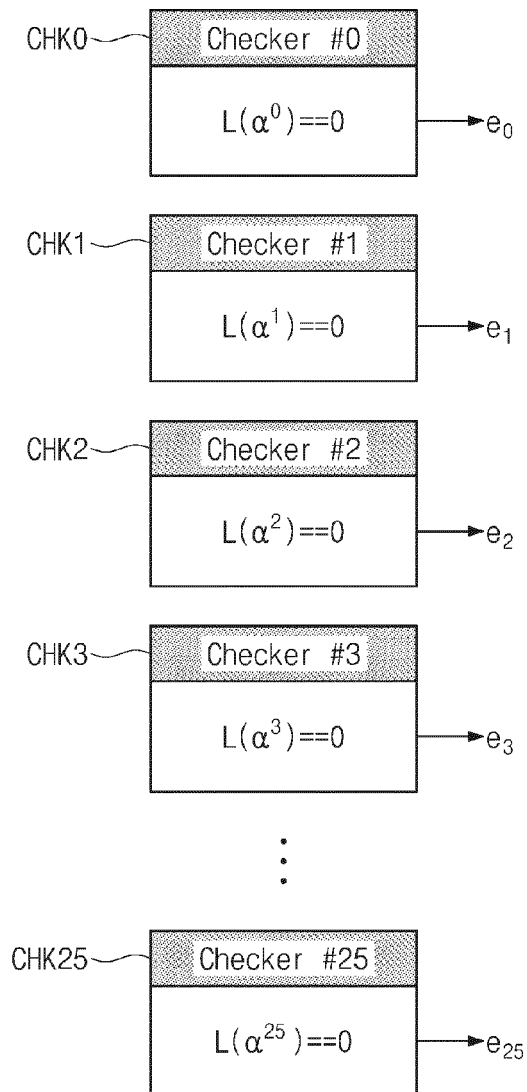 CHK0
Checker #0
L(α⁰)==0
e₀
CHK1
Checker #1
L(α¹)==0
e₁
CHK2
Checker #2
L(α²)==0
e₂
CHK3
Checker #3
L(α³)==0
e₃
CHK25
Checker #25
L(α²⁵)==0
e₂₅